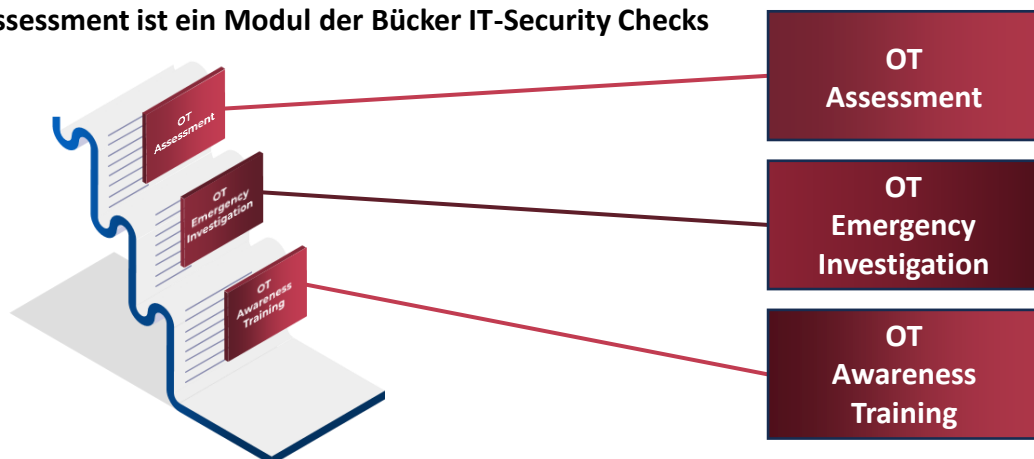 ssessment ist ein Modul der Bücker IT-Security Checks
OT
Assessment
OT
Emergency
Investigation
OT
Awareness
Training
OT
Assessment
OT
Emergency
Investigation
OT
Awareness
Training